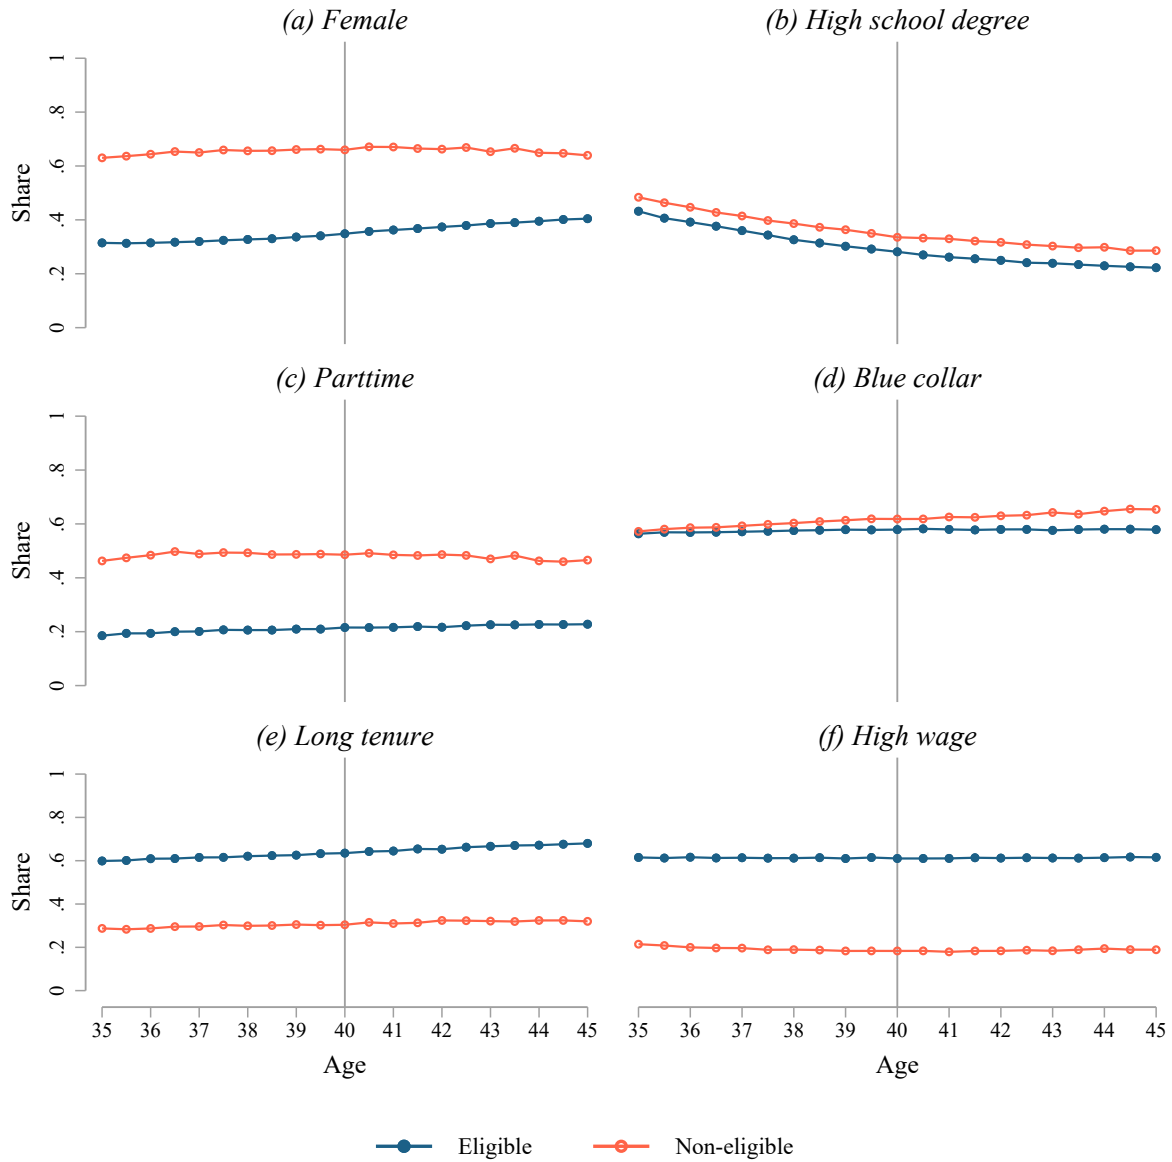 (a) Female
(b) High school degree
Share
0 .2 .4 .6 .8 1
(c) Parttime
(d) Blue collar
Share
0 .2 .4 .6 .8 1
(e) Long tenure
(f) High wage
Share
0 .2 .4 .6 .8 1
35 36 37 38 39 40 41 42 43 44 45
35 36 37 38 39 40 41 42 43 44 45
Age
Age
Eligible
Non-eligible